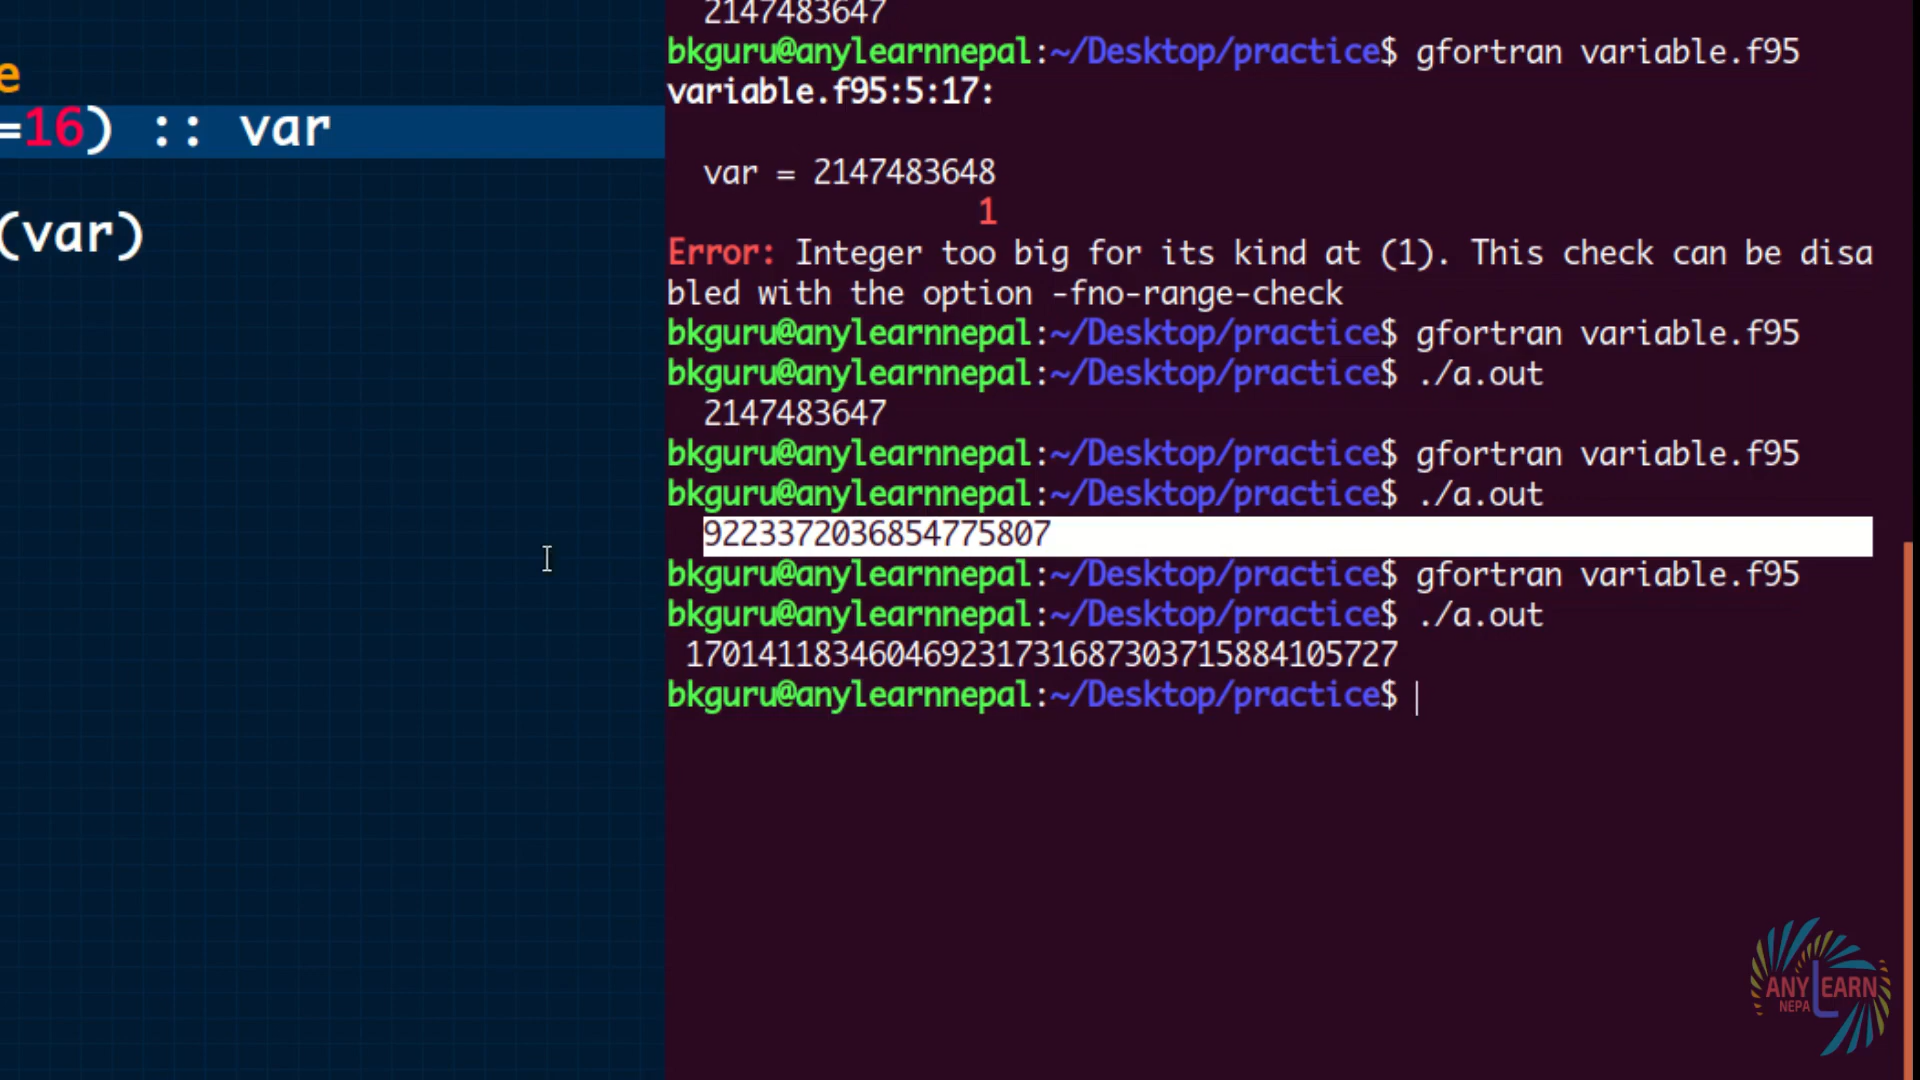 e
=16) :: var
(var)
2147483647
bkguru@anylearnnepal:~/Desktop/practice$ gfortran variable.f95
variable.f95:5:17:
var = 2147483648
1
Error: Integer too big for its kind at (1). This check can be disa
bled with the option -fno-range-check
bkguru@anylearnnepal:~/Desktop/practice$ gfortran variable.f95
bkguru@anylearnnepal:~/Desktop/practice$ ./a.out
2147483647
bkguru@anylearnnepal:~/Desktop/practice$ gfortran variable.f95
bkguru@anylearnnepal:~/Desktop/practice$ ./a.out
9223372036854775807
bkguru@anylearnnepal:~/Desktop/practice$ gfortran variable.f95
bkguru@anylearnnepal:~/Desktop/practice$ ./a.out
170141183460469231731687303715884105727
bkguru@anylearnnepal:~/Desktop/practice$
ANY LEARN
NEPAL